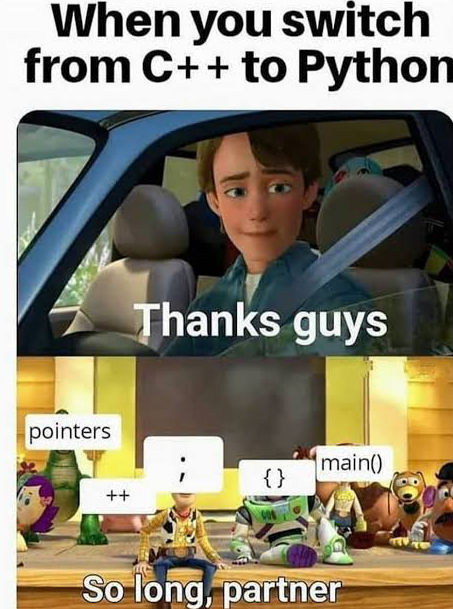 When you switch
from C++ to Python
Thanks guys
pointers
;
++
{}
main()
So long, partner